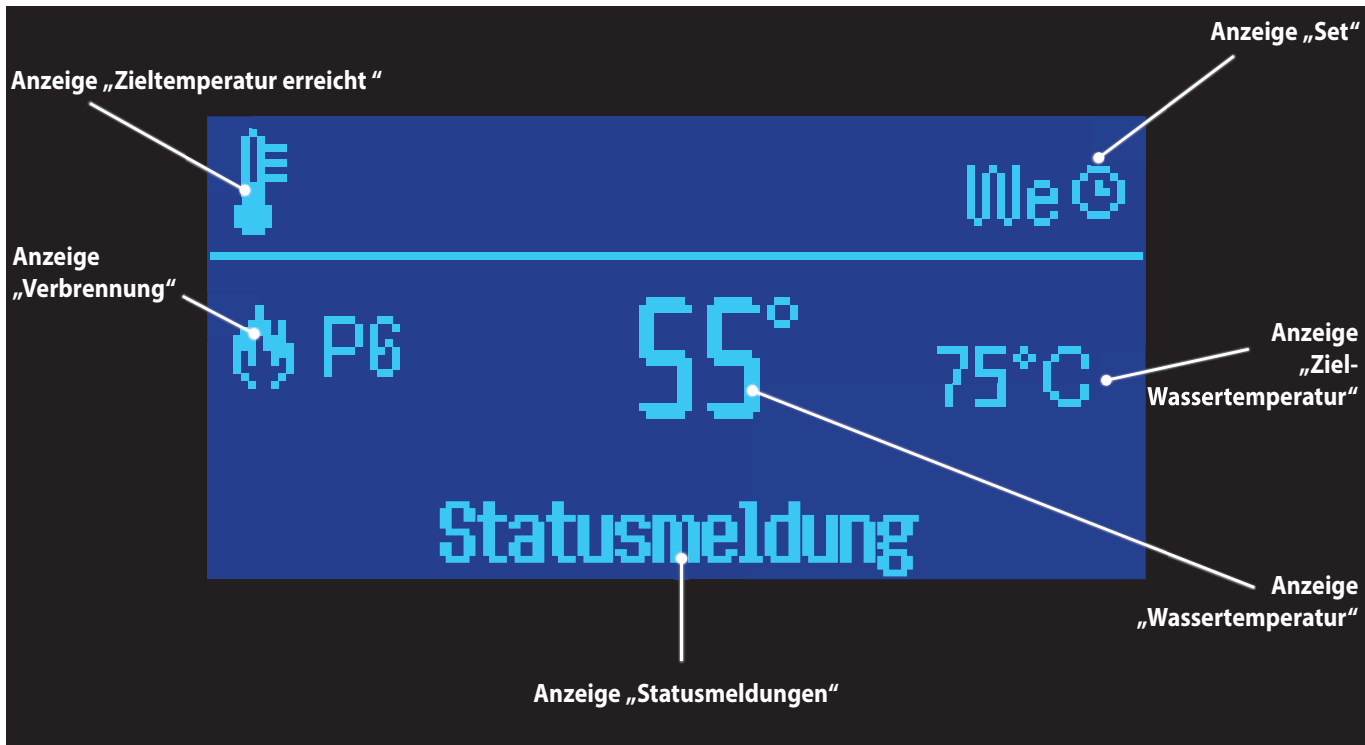 Anzeige „Set“
Anzeige „Zieltemperatur erreicht “
We
Anzeige
„Verbrennung“
P6
55°
75°C
Anzeige
„Ziel-
Wassertemperatur“
Statusmeldung
Anzeige
„Wassertemperatur“
Anzeige „Statusmeldungen“